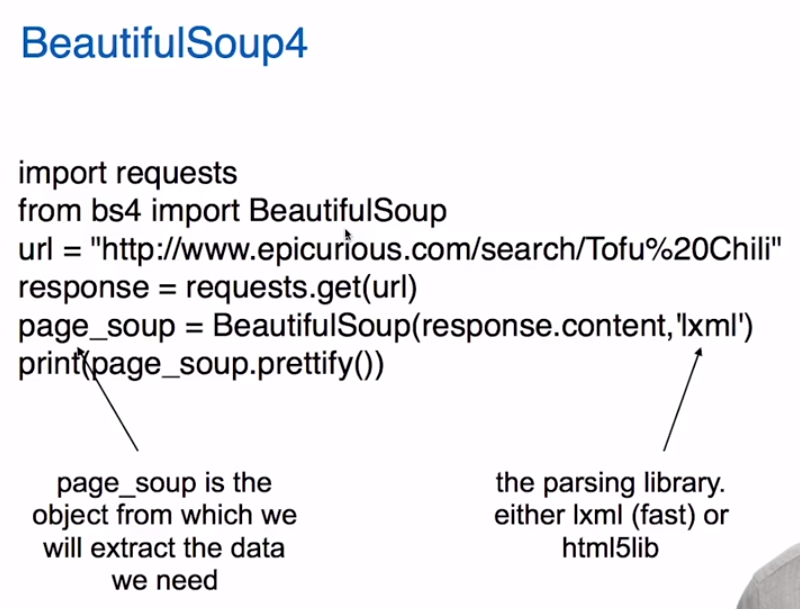 BeautifulSoup4
import requests
from bs4 import BeautifulSoup
url = "http://www.epicurious.com/search/Tofu%20Chili"
response = requests.get(url)
page_soup = BeautifulSoup(response.content,'lxml')
print(page_soup.prettify())
page_soup is the
object from which we
will extract the data
we need
the parsing library.
either lxml (fast) or
html5lib